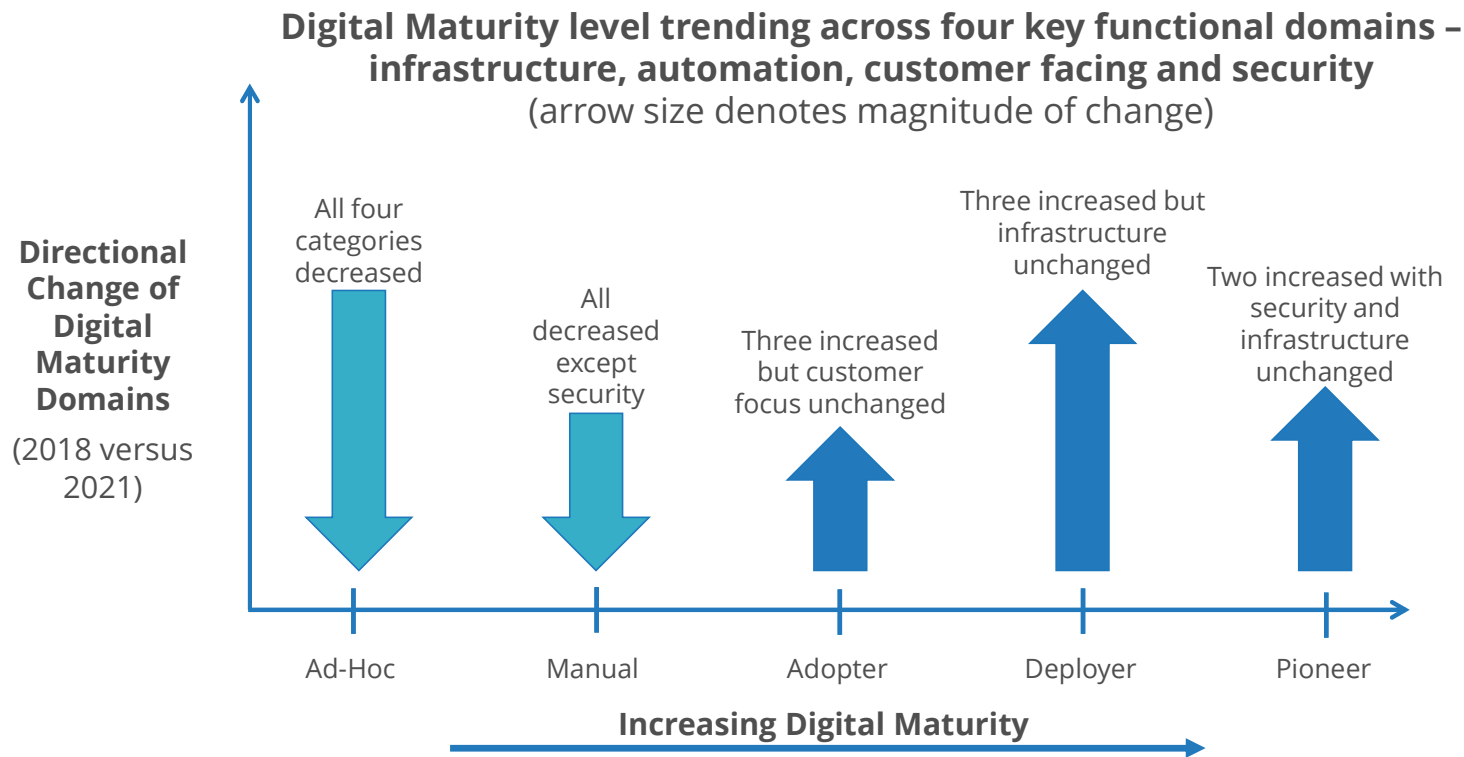 Digital Maturity level trending across four key functional domains –
infrastructure, automation, customer facing and security
(arrow size denotes magnitude of change)
Directional
Change of
Digital
Maturity
Domains
(2018 versus
2021)
All four
categories
decreased
All
decreased
except
security
Three increased
but customer
focus unchanged
Three increased but
infrastructure
unchanged
Two increased with
security and
infrastructure
unchanged
Ad-Hoc
Manual
Adopter
Deployer
Pioneer
Increasing Digital Maturity